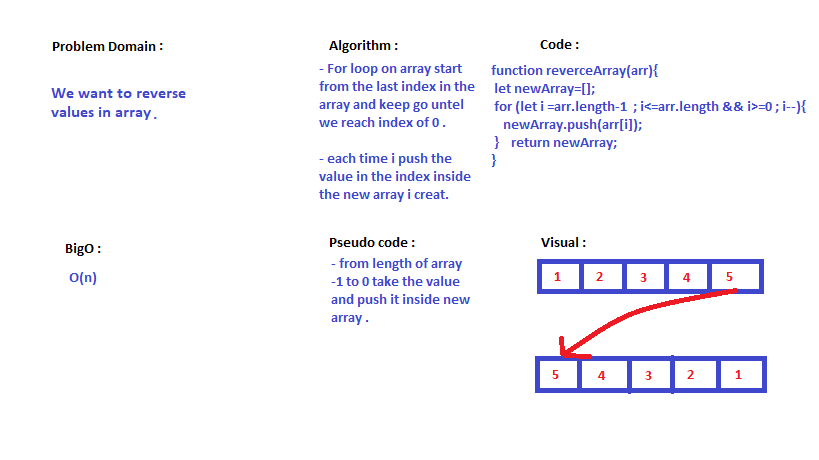 Problem Domain :
We want to reverse
values in array .
Algorithm :
- For loop on array start
from the last index in the
array and keep go untel
we reach index of 0 .
- each time i push the
value in the index inside
the new array i creat.
Code :
function reverceArray(arr){
let newArray=[];
for (let i =arr.length-1 ; i<=arr.length && i>=0 ; i--){
newArray.push(arr[i]);
} return newArray;
}
BigO :
O(n)
Pseudo code :
- from length of array
-1 to 0 take the value
and push it inside new
array .
Visual :
1 2 3 4 5
5 4 3 2 1